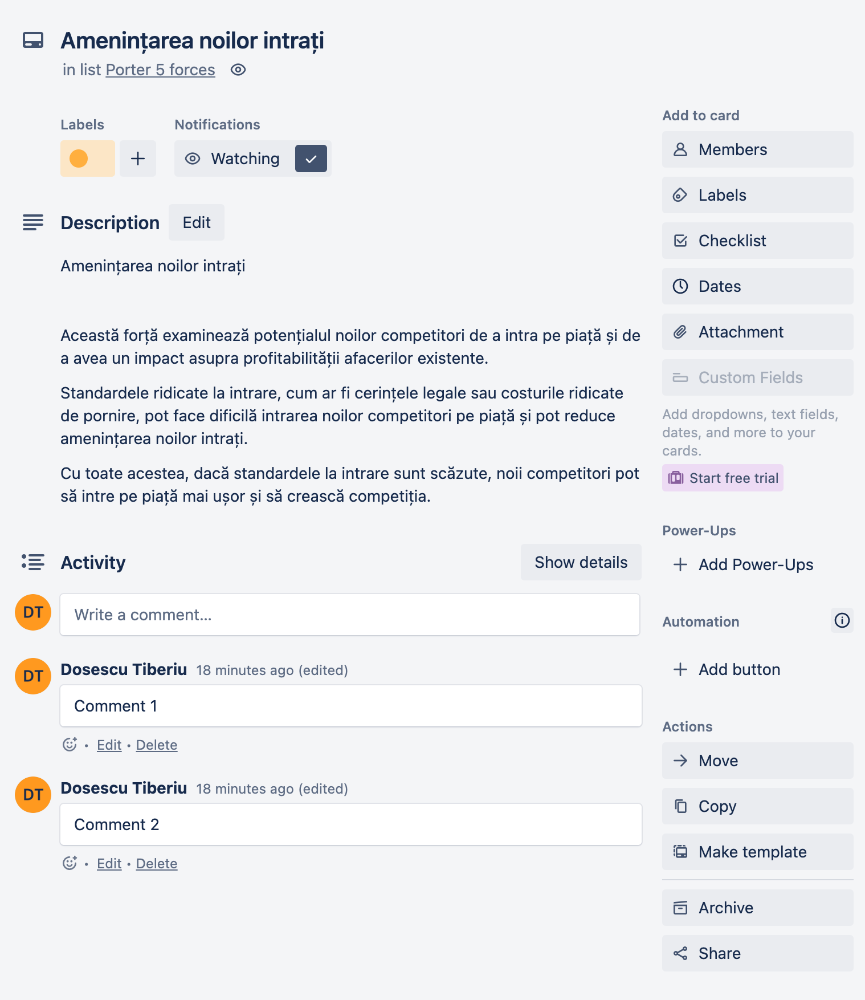 Amenințarea noilor intrați
in list Porter 5 forces
Labels
Notifications
Watching
Description
Edit
Amenințarea noilor intrați
Această forță examinează potențialul noilor competitori de a intra pe piață și de
a avea un impact asupra profitabilității afacerilor existente.
Standardele ridicate la intrare, cum ar fi cerințele legale sau costurile ridicate
de pornire, pot face dificilă intrarea noilor competitori pe piață și pot reduce
amenințarea noilor intrați.
Cu toate acestea, dacă standardele la intrare sunt scăzute, noii competitori pot
să intre pe piață mai ușor și să crească competiția.
Activity
Show details
DT
Write a comment...
DT
Dosescu Tiberiu 18 minutes ago (edited)
Comment 1
• Edit • Delete
DT
Dosescu Tiberiu 18 minutes ago (edited)
Comment 2
• Edit • Delete
Add to card
Members
Labels
Checklist
Dates
Attachment
Custom Fields
Add dropdowns, text fields,
dates, and more to your
cards.
Start free trial
Power-Ups
Add Power-Ups
Automation
Add button
Actions
Move
Copy
Make template
Archive
Share